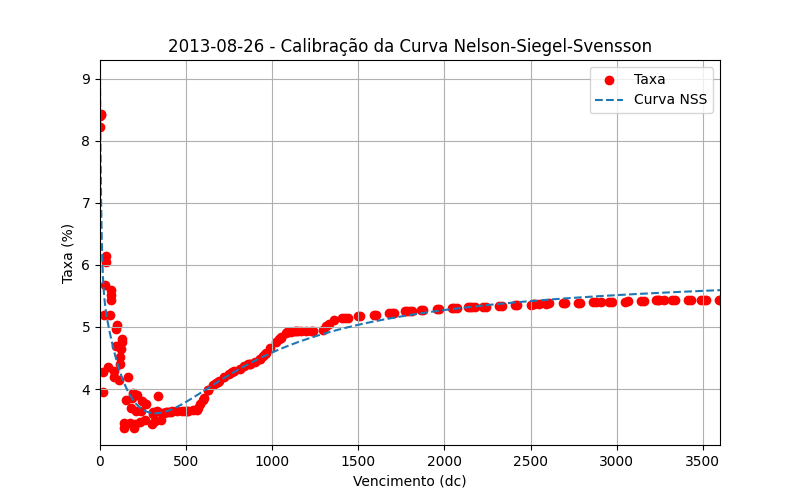 2013-08-26 - Calibração da Curva Nelson-Siegel-Svensson
Taxa
Curva NSS
Taxa (%)
9
8
7
6
5
4
0 500 1000 1500 2000 2500 3000 3500
Vencimento (dc)